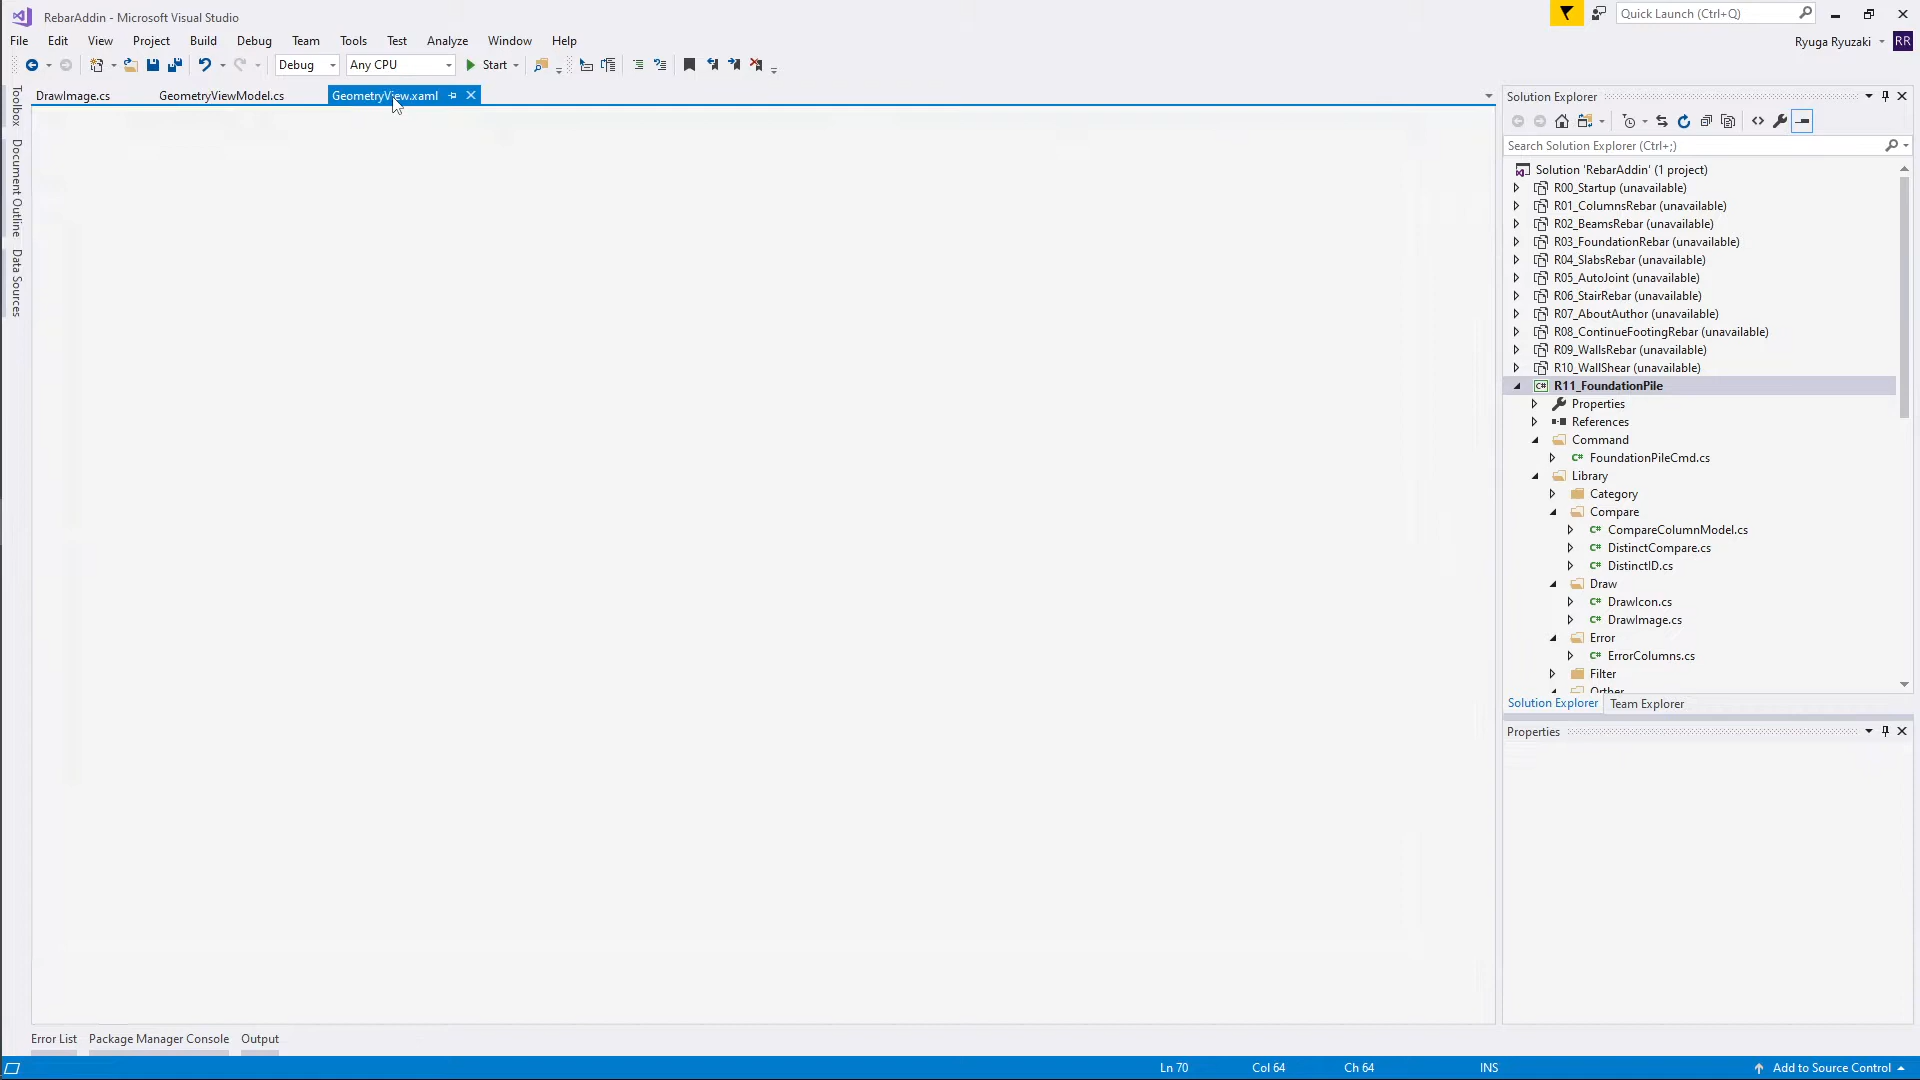 RebarAddin - Microsoft Visual Studio
Quick Launch (Ctrl+Q)
File Edit View Project Build Debug Team Tools Test Analyze Window Help
Ryuga Ryuzaki RR
Debug Any CPU Start
DrawImage.cs GeometryViewModel.cs GeometryView.xaml
Toolbox
Document Outline
Data Sources
Solution Explorer
Search Solution Explorer (Ctrl+;)
Solution 'RebarAddin' (1 project)
R00_Startup (unavailable)
R01_ColumnsRebar (unavailable)
R02_BeamsRebar (unavailable)
R03_FoundationRebar (unavailable)
R04_SlabsRebar (unavailable)
R05_AutoJoint (unavailable)
R06_StairRebar (unavailable)
R07_AboutAuthor (unavailable)
R08_ContinueFootingRebar (unavailable)
R09_WallsRebar (unavailable)
R10_WallShear (unavailable)
C# R11_FoundationPile
Properties
References
Command
C# FoundationPileCmd.cs
Library
Category
Compare
C# CompareColumnModel.cs
C# DistinctCompare.cs
C# DistinctID.cs
Draw
C# DrawIcon.cs
C# DrawImage.cs
Error
C# ErrorColumns.cs
Filter
Orther
Solution Explorer Team Explorer
Properties
Error List Package Manager Console Output
Ln 70 Col 64 Ch 64 INS Add to Source Control